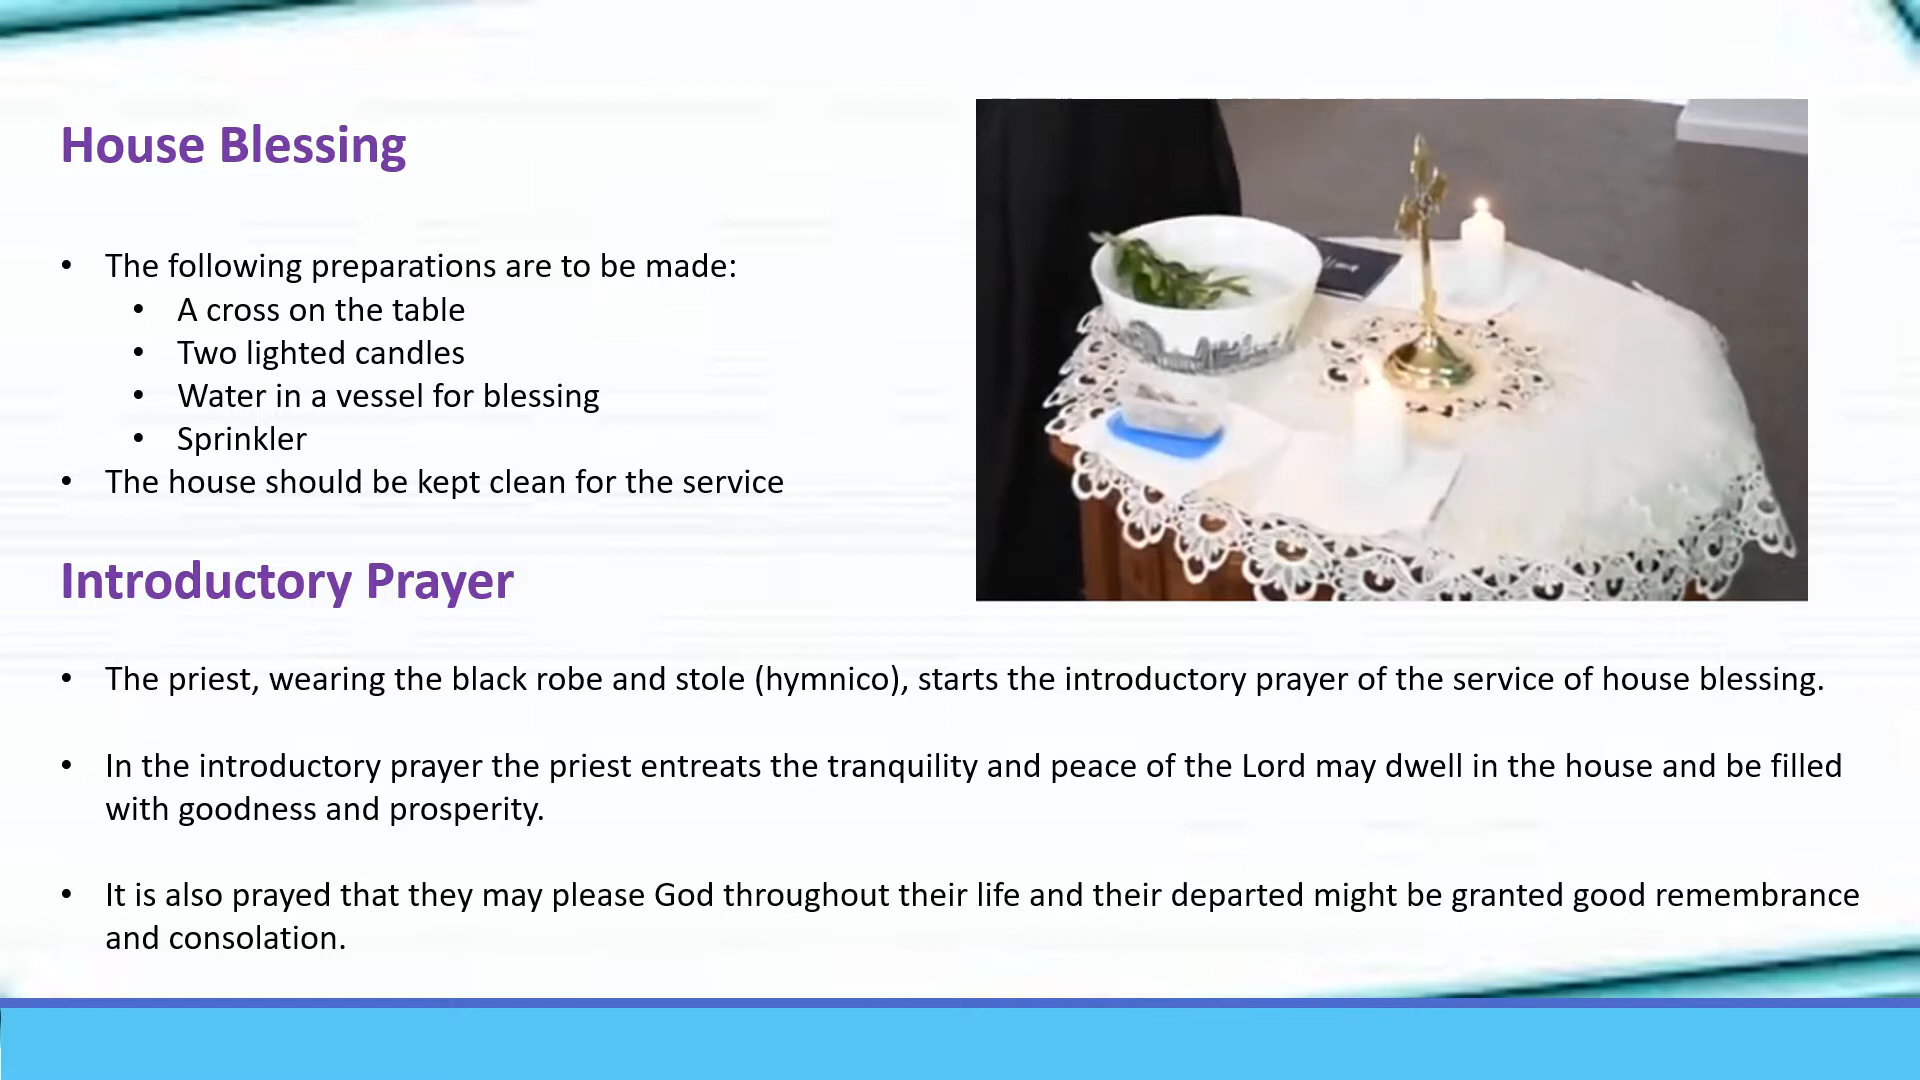 House Blessing
• The following preparations are to be made:
• A cross on the table
• Two lighted candles
• Water in a vessel for blessing
• Sprinkler
• The house should be kept clean for the service
Introductory Prayer
• The priest, wearing the black robe and stole (hymnico), starts the introductory prayer of the service of house blessing.
• In the introductory prayer the priest entreats the tranquility and peace of the Lord may dwell in the house and be filled
with goodness and prosperity.
• It is also prayed that they may please God throughout their life and their departed might be granted good remembrance
and consolation.